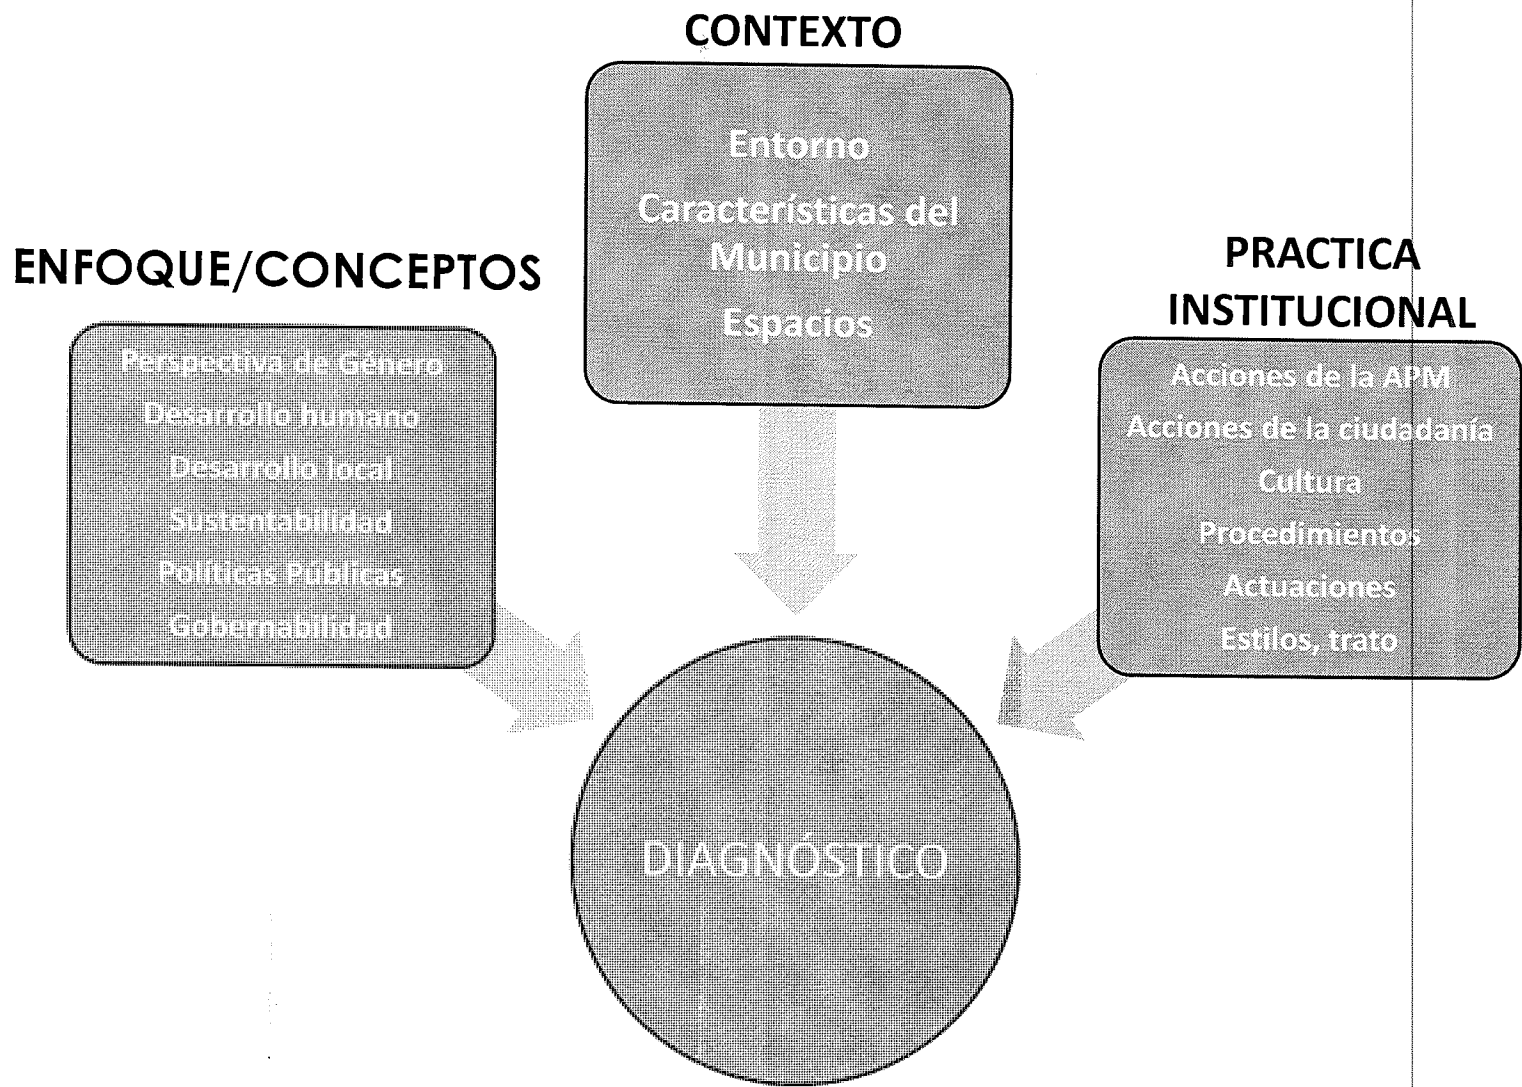 CONTEXTO
Entorno
Características del
Municipio
Espacios
ENFOQUE/CONCEPTOS
Perspectiva de Género
Desarrollo humano
Desarrollo local
Sustentabilidad
Políticas Públicas
Gobernabilidad
PRACTICA
INSTITUCIONAL
Acciones de la APM
Acciones de la ciudadanía
Cultura
Procedimientos
Actuaciones
Estilos, trato
DIAGNÓSTICO